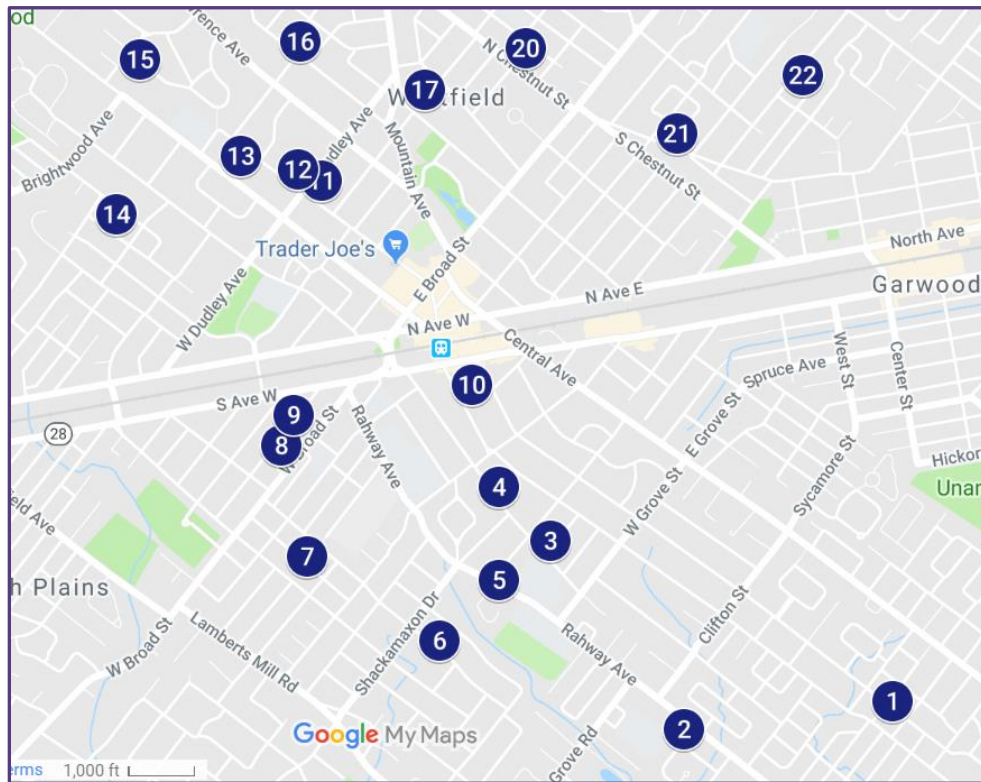 od
rence Ave
16
20
15
N Chestnut St
22
17
W tfield
21
Brightwood Ave
Mountain Ave
udley Ave
13
12
11
S Chestnut St
14
Trader Joe's
North Ave
E Broad St
N Ave E
Garwood
W Dudley Ave
N Ave W
Central Ave
West St
Center St
Spruce Ave
10
S Ave W
9
28
8
W Broad St
Rahway Ave
E Grove St
Hickor
Unar
4
W Grove St
Sycamore St
ield Ave
3
7
5
h Plains
Clifton St
Lamberts Mill Rd
Shackamaxon Dr
6
Rahway Ave
W Broad St
1
2
Grove Rd
Google My Maps
erms
1,000 ft